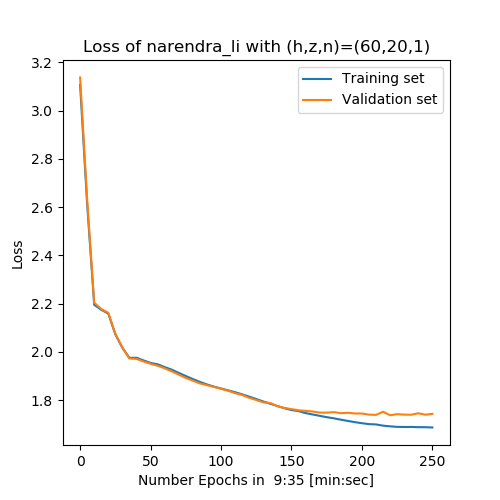 Loss of narendra_li with (h,z,n)=(60,20,1)
Training set
Validation set
3.2
3.0
2.8
2.6
2.4
2.2
2.0
1.8
Loss
0 50 100 150 200 250
Number Epochs in  9:35 [min:sec]